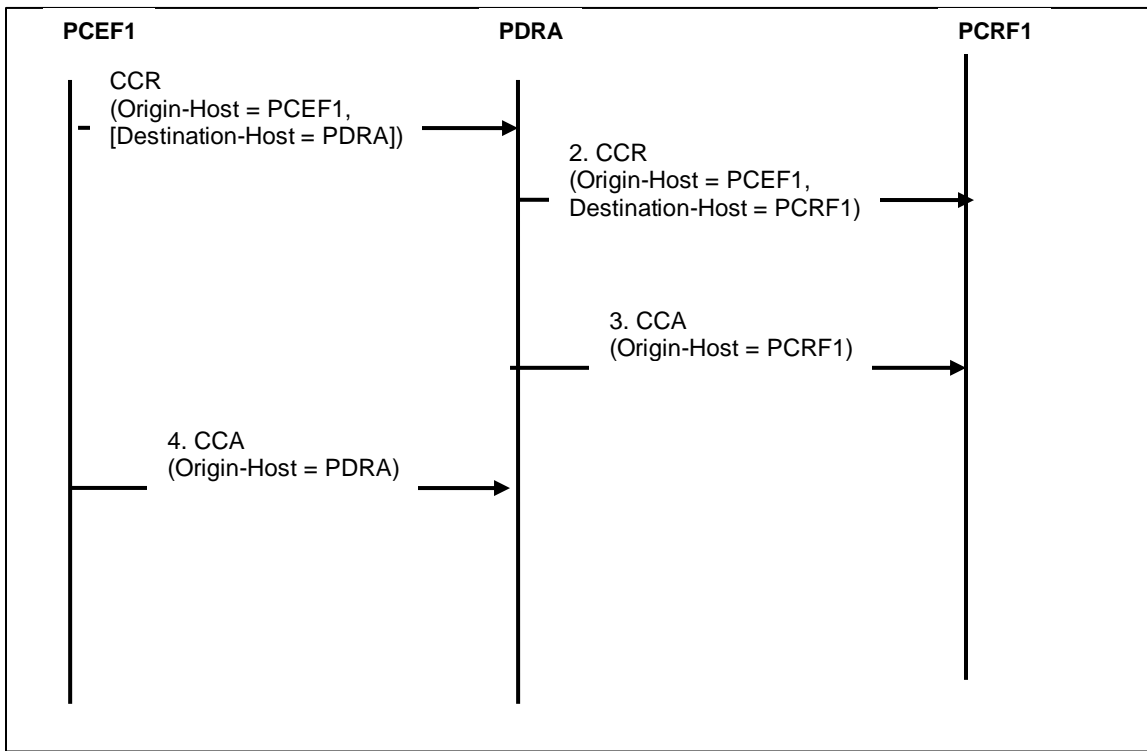 PCEF1 PDRA PCRF1
CCR
(Origin-Host = PCEF1,
[Destination-Host = PDRA])
2. CCR
(Origin-Host = PCEF1,
Destination-Host = PCRF1)
3. CCA
(Origin-Host = PCRF1)
4. CCA
(Origin-Host = PDRA)